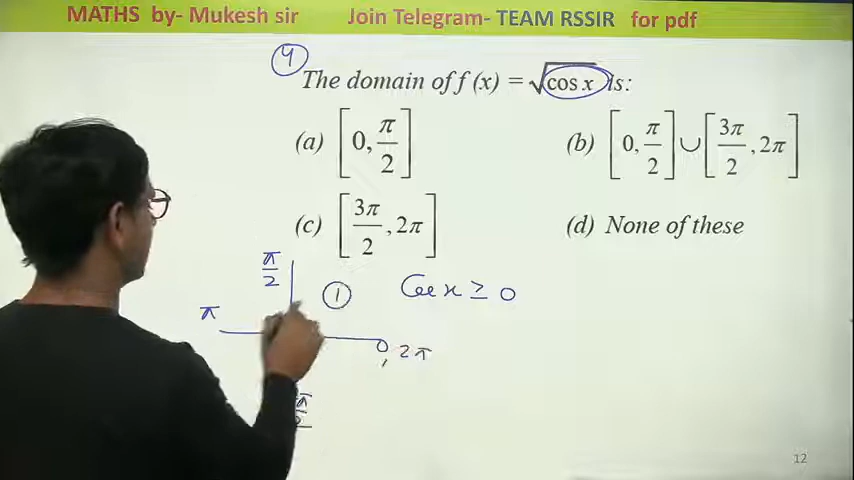 MATHS by- Mukesh sir Join Telegram- TEAM RSSIR for pdf
4
The domain of f (x) = √cos x is:
(a) [0, π/2]
(b) [0, π/2] ∪ [3π/2, 2π]
(c) [3π/2, 2π]
(d) None of these
π/2
1
Cos x ≥ 0
π
0, 2π
12